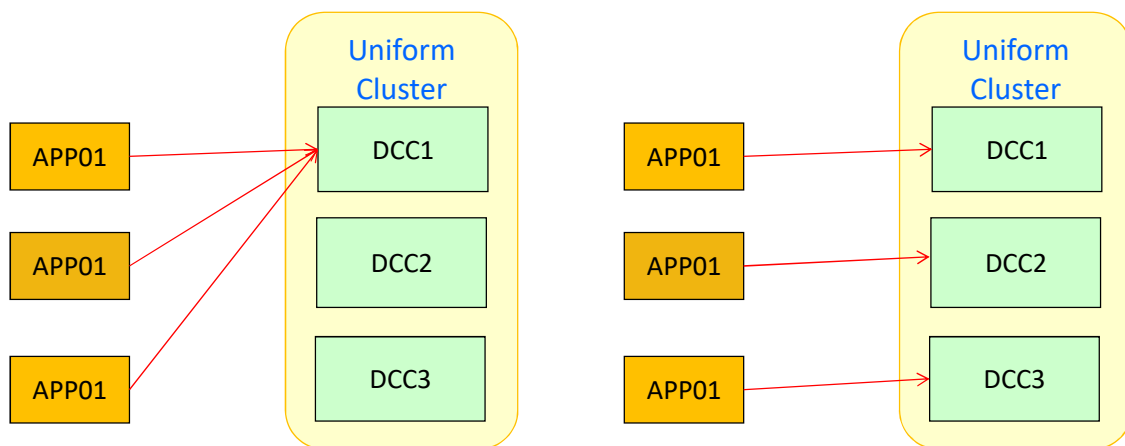 Uniform
Cluster
APP01
DCC1
APP01
DCC2
APP01
DCC3
Uniform
Cluster
APP01
DCC1
APP01
DCC2
APP01
DCC3